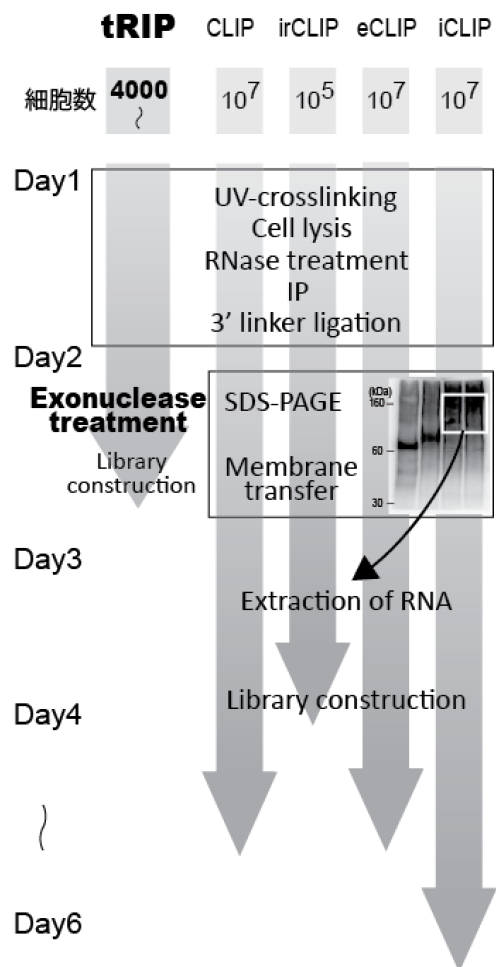 tRIP CLIP irCLIP eCLIP iCLIP
細胞数 4000〜 10⁷ 10⁵ 10⁷ 10⁷
Day1
UV-crosslinking
Cell lysis
RNase treatment
IP
3′ linker ligation
Day2
Exonuclease
treatment
Library
construction
SDS-PAGE
Membrane
transfer
(kDa)
160
60
30
Day3
Extraction of RNA
Day4
Library construction
〜
Day6